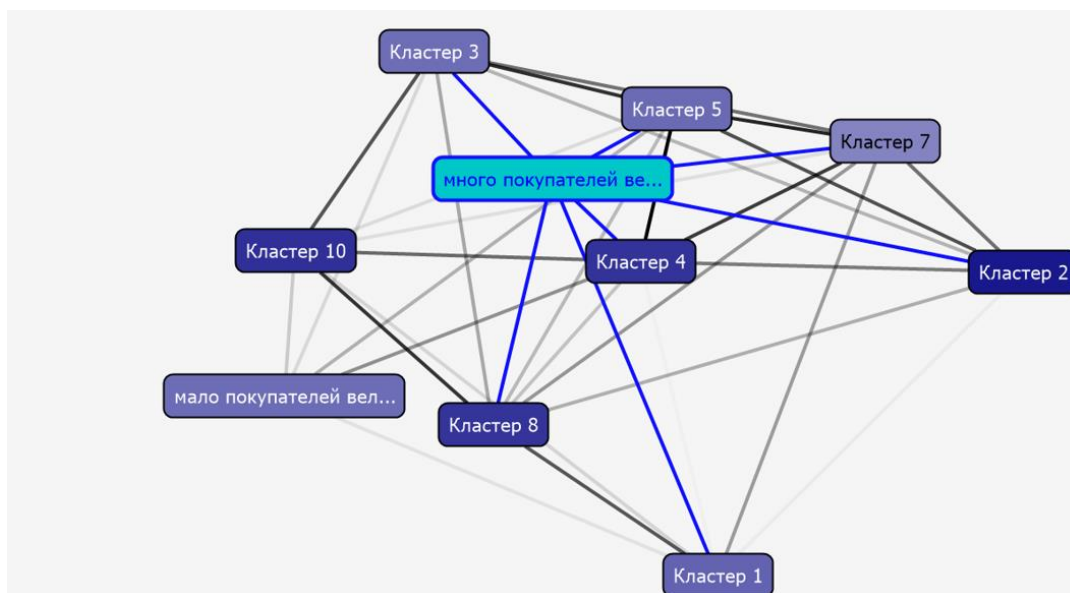 Кластер 3
Кластер 5
Кластер 7
много покупателей ве...
Кластер 10
Кластер 4
Кластер 2
мало покупателей вел...
Кластер 8
Кластер 1